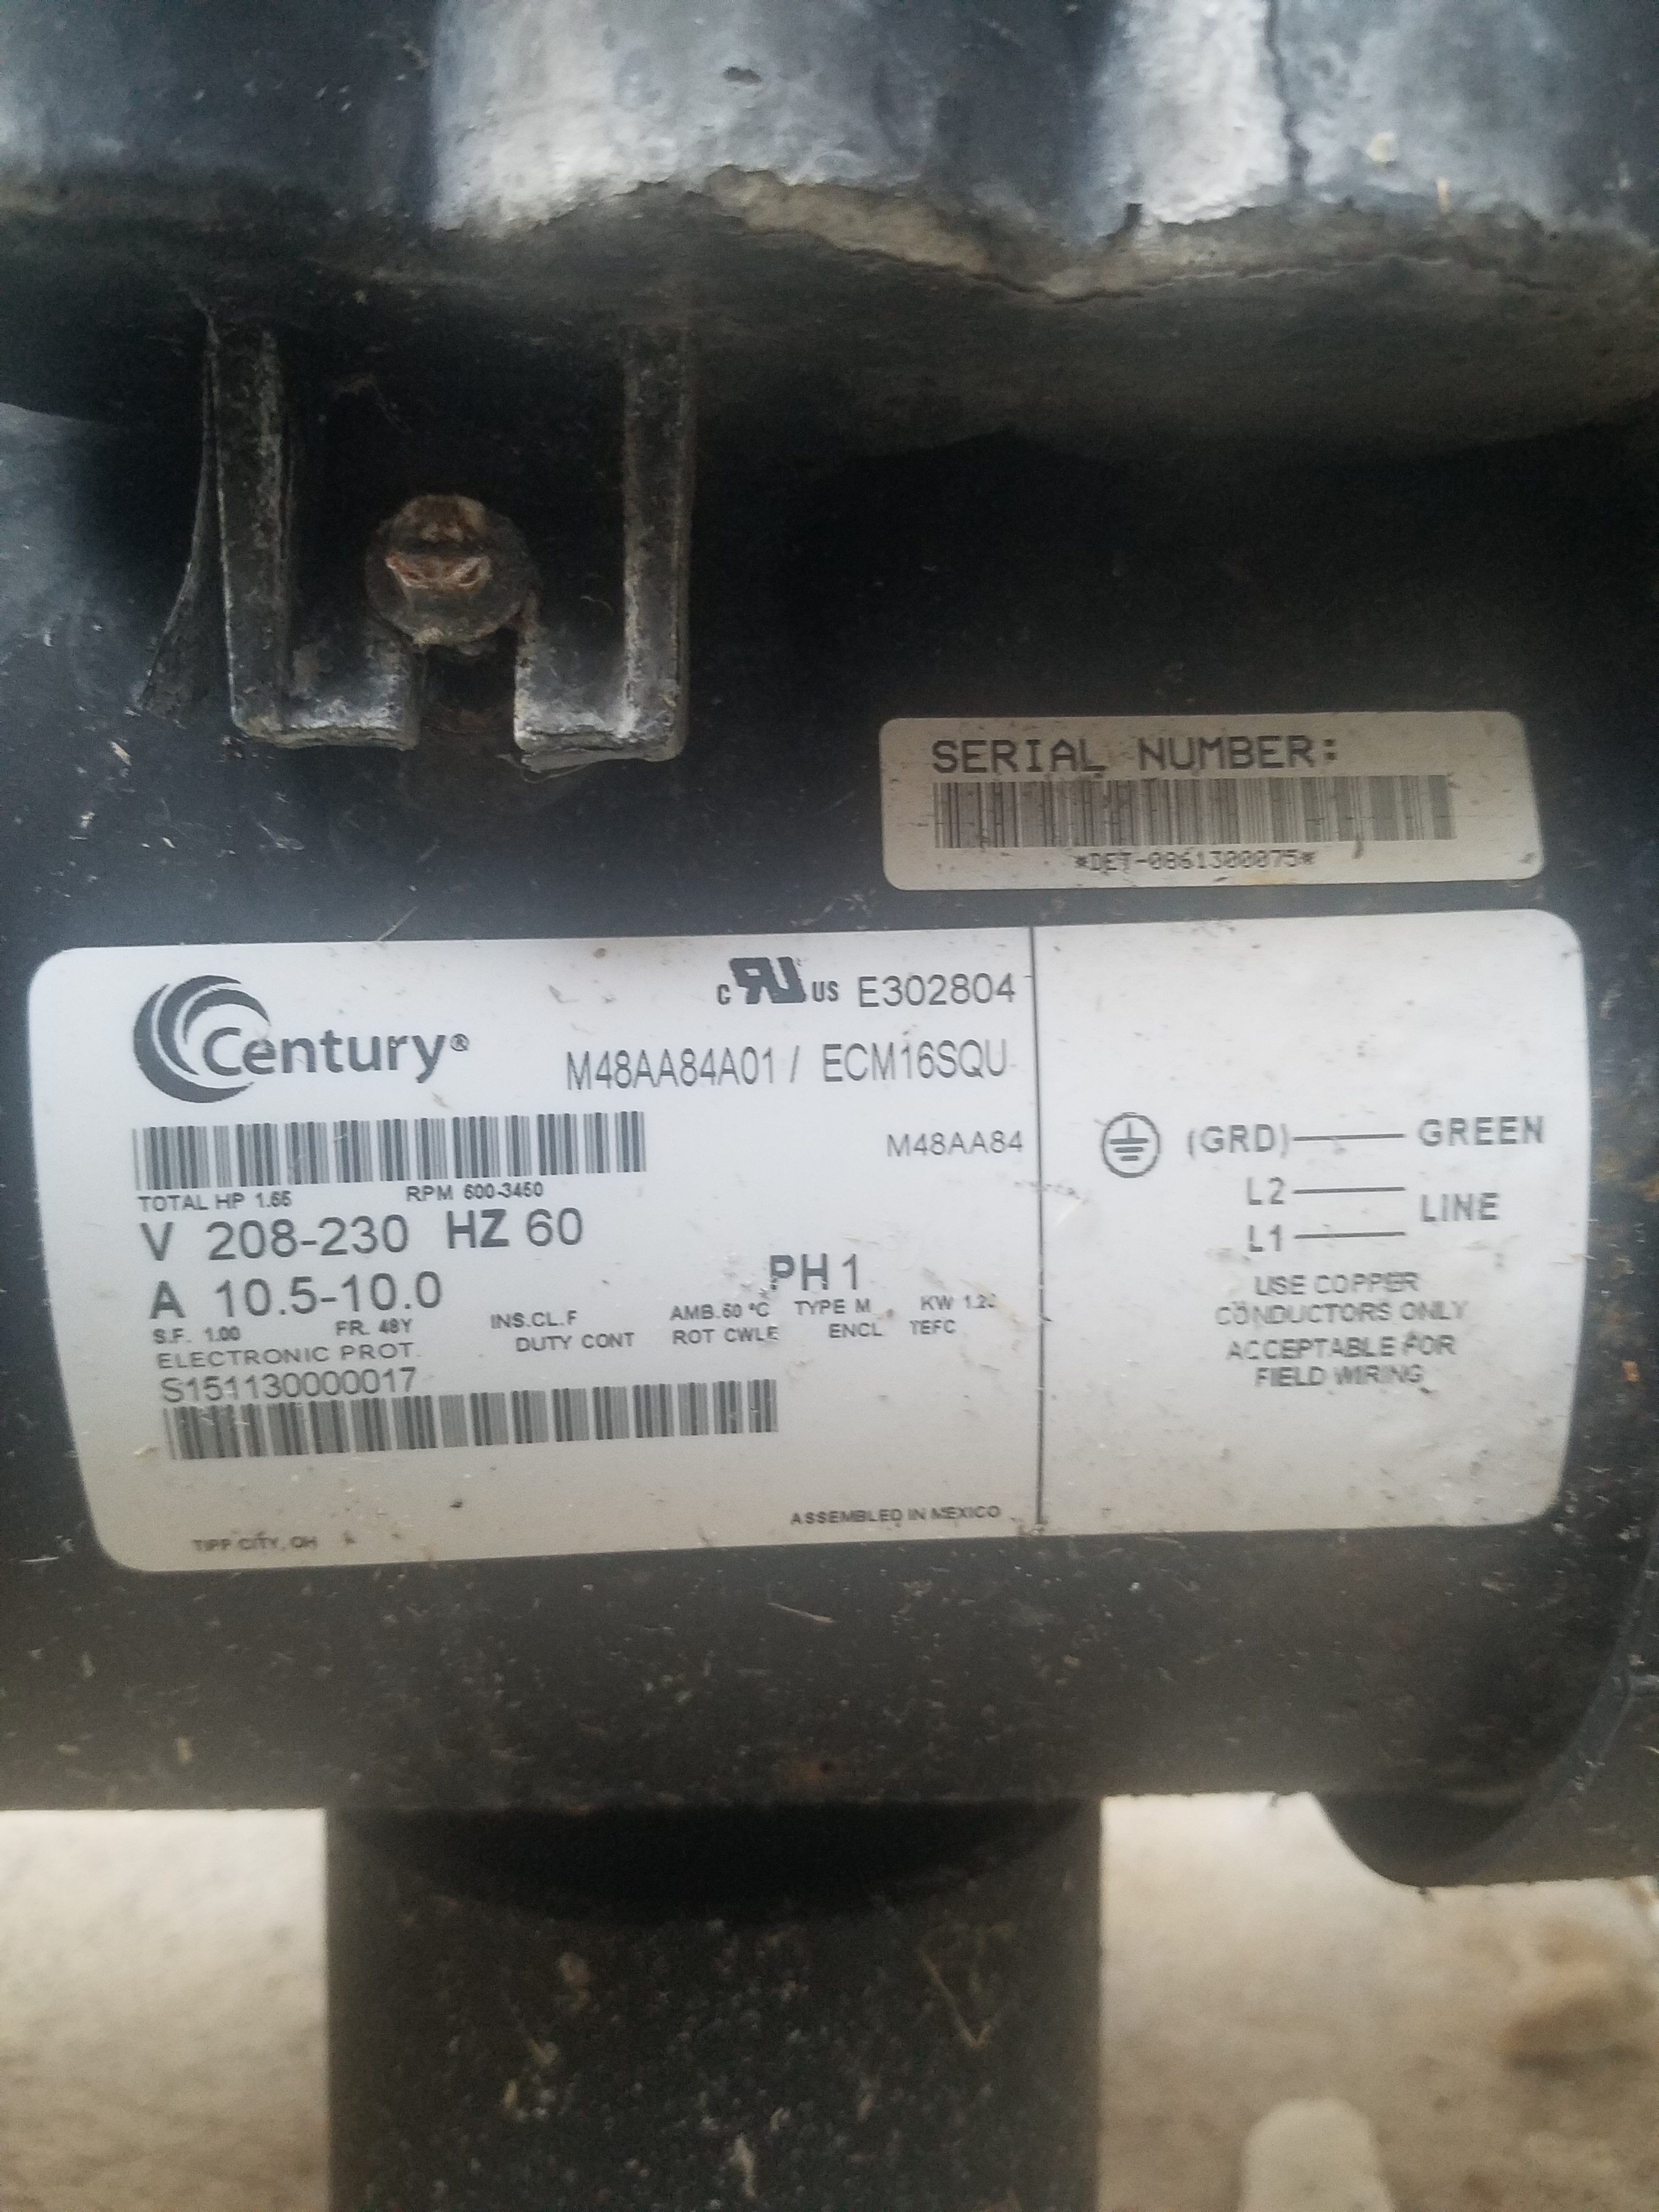 SERIAL NUMBER:
*DET-0861300075*
Century®
c RU US E302804
M48AA84A01 / ECM16SQU
M48AA84
TOTAL HP 1.65 RPM 600-3450
V 208-230 HZ 60
PH 1
A 10.5-10.0
INS.CL.F AMB.50 °C TYPE M KW
S.F. 1.00 FR. 48Y DUTY CONT ROT CWLE ENCL TEFC
ELECTRONIC PROT.
S151130000017
TIPP CITY, OH ASSEMBLED IN MEXICO
(GRD) GREEN
L2
LINE
L1
USE COPPER
CONDUCTORS ONLY
ACCEPTABLE FOR
FIELD WIRING